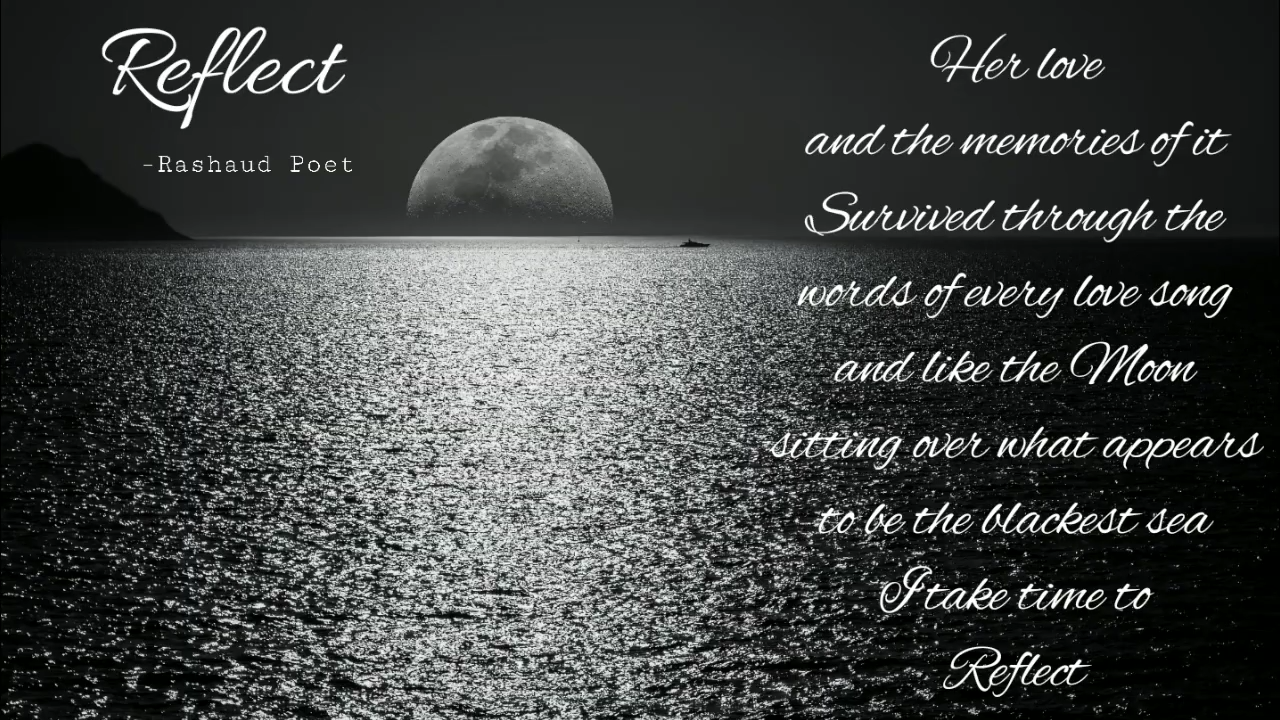 Reflect
-Rashaud Poet
Her love
and the memories of it
Survived through the
words of every love song
and like the Moon
sitting over what appears
to be the blackest sea
I take time to
Reflect